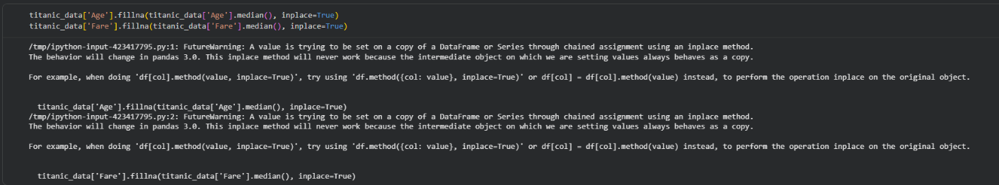 titanic_data['Age'].fillna(titanic_data['Age'].median(), inplace=True)
titanic_data['Fare'].fillna(titanic_data['Fare'].median(), inplace=True)
/tmp/ipython-input-423417795.py:1: FutureWarning: A value is trying to be set on a copy of a DataFrame or Series through chained assignment using an inplace method.
The behavior will change in pandas 3.0. This inplace method will never work because the intermediate object on which we are setting values always behaves as a copy.
For example, when doing 'df[col].method(value, inplace=True)', try using 'df.method({col: value}, inplace=True)' or df[col] = df[col].method(value) instead, to perform the operation inplace on the original object.
titanic_data['Age'].fillna(titanic_data['Age'].median(), inplace=True)
/tmp/ipython-input-423417795.py:2: FutureWarning: A value is trying to be set on a copy of a DataFrame or Series through chained assignment using an inplace method.
The behavior will change in pandas 3.0. This inplace method will never work because the intermediate object on which we are setting values always behaves as a copy.
For example, when doing 'df[col].method(value, inplace=True)', try using 'df.method({col: value}, inplace=True)' or df[col] = df[col].method(value) instead, to perform the operation inplace on the original object.
titanic_data['Fare'].fillna(titanic_data['Fare'].median(), inplace=True)